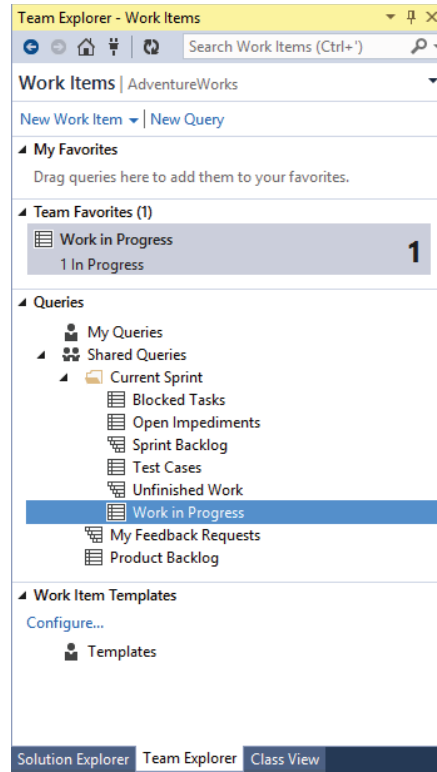 Team Explorer - Work Items
Search Work Items (Ctrl+')
Work Items | AdventureWorks
New Work Item | New Query
My Favorites
Drag queries here to add them to your favorites.
Team Favorites (1)
Work in Progress
1 In Progress
1
Queries
My Queries
Shared Queries
Current Sprint
Blocked Tasks
Open Impediments
Sprint Backlog
Test Cases
Unfinished Work
Work in Progress
My Feedback Requests
Product Backlog
Work Item Templates
Configure...
Templates
Solution Explorer Team Explorer Class View